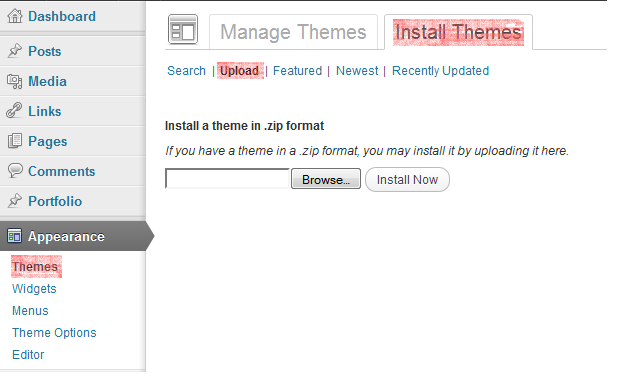 Dashboard
Posts
Media
Links
Pages
Comments
Portfolio
Appearance
Themes
Widgets
Menus
Theme Options
Editor
Manage Themes Install Themes
Search | Upload | Featured | Newest | Recently Updated
Install a theme in .zip format
If you have a theme in a .zip format, you may install it by uploading it here.
Browse... Install Now